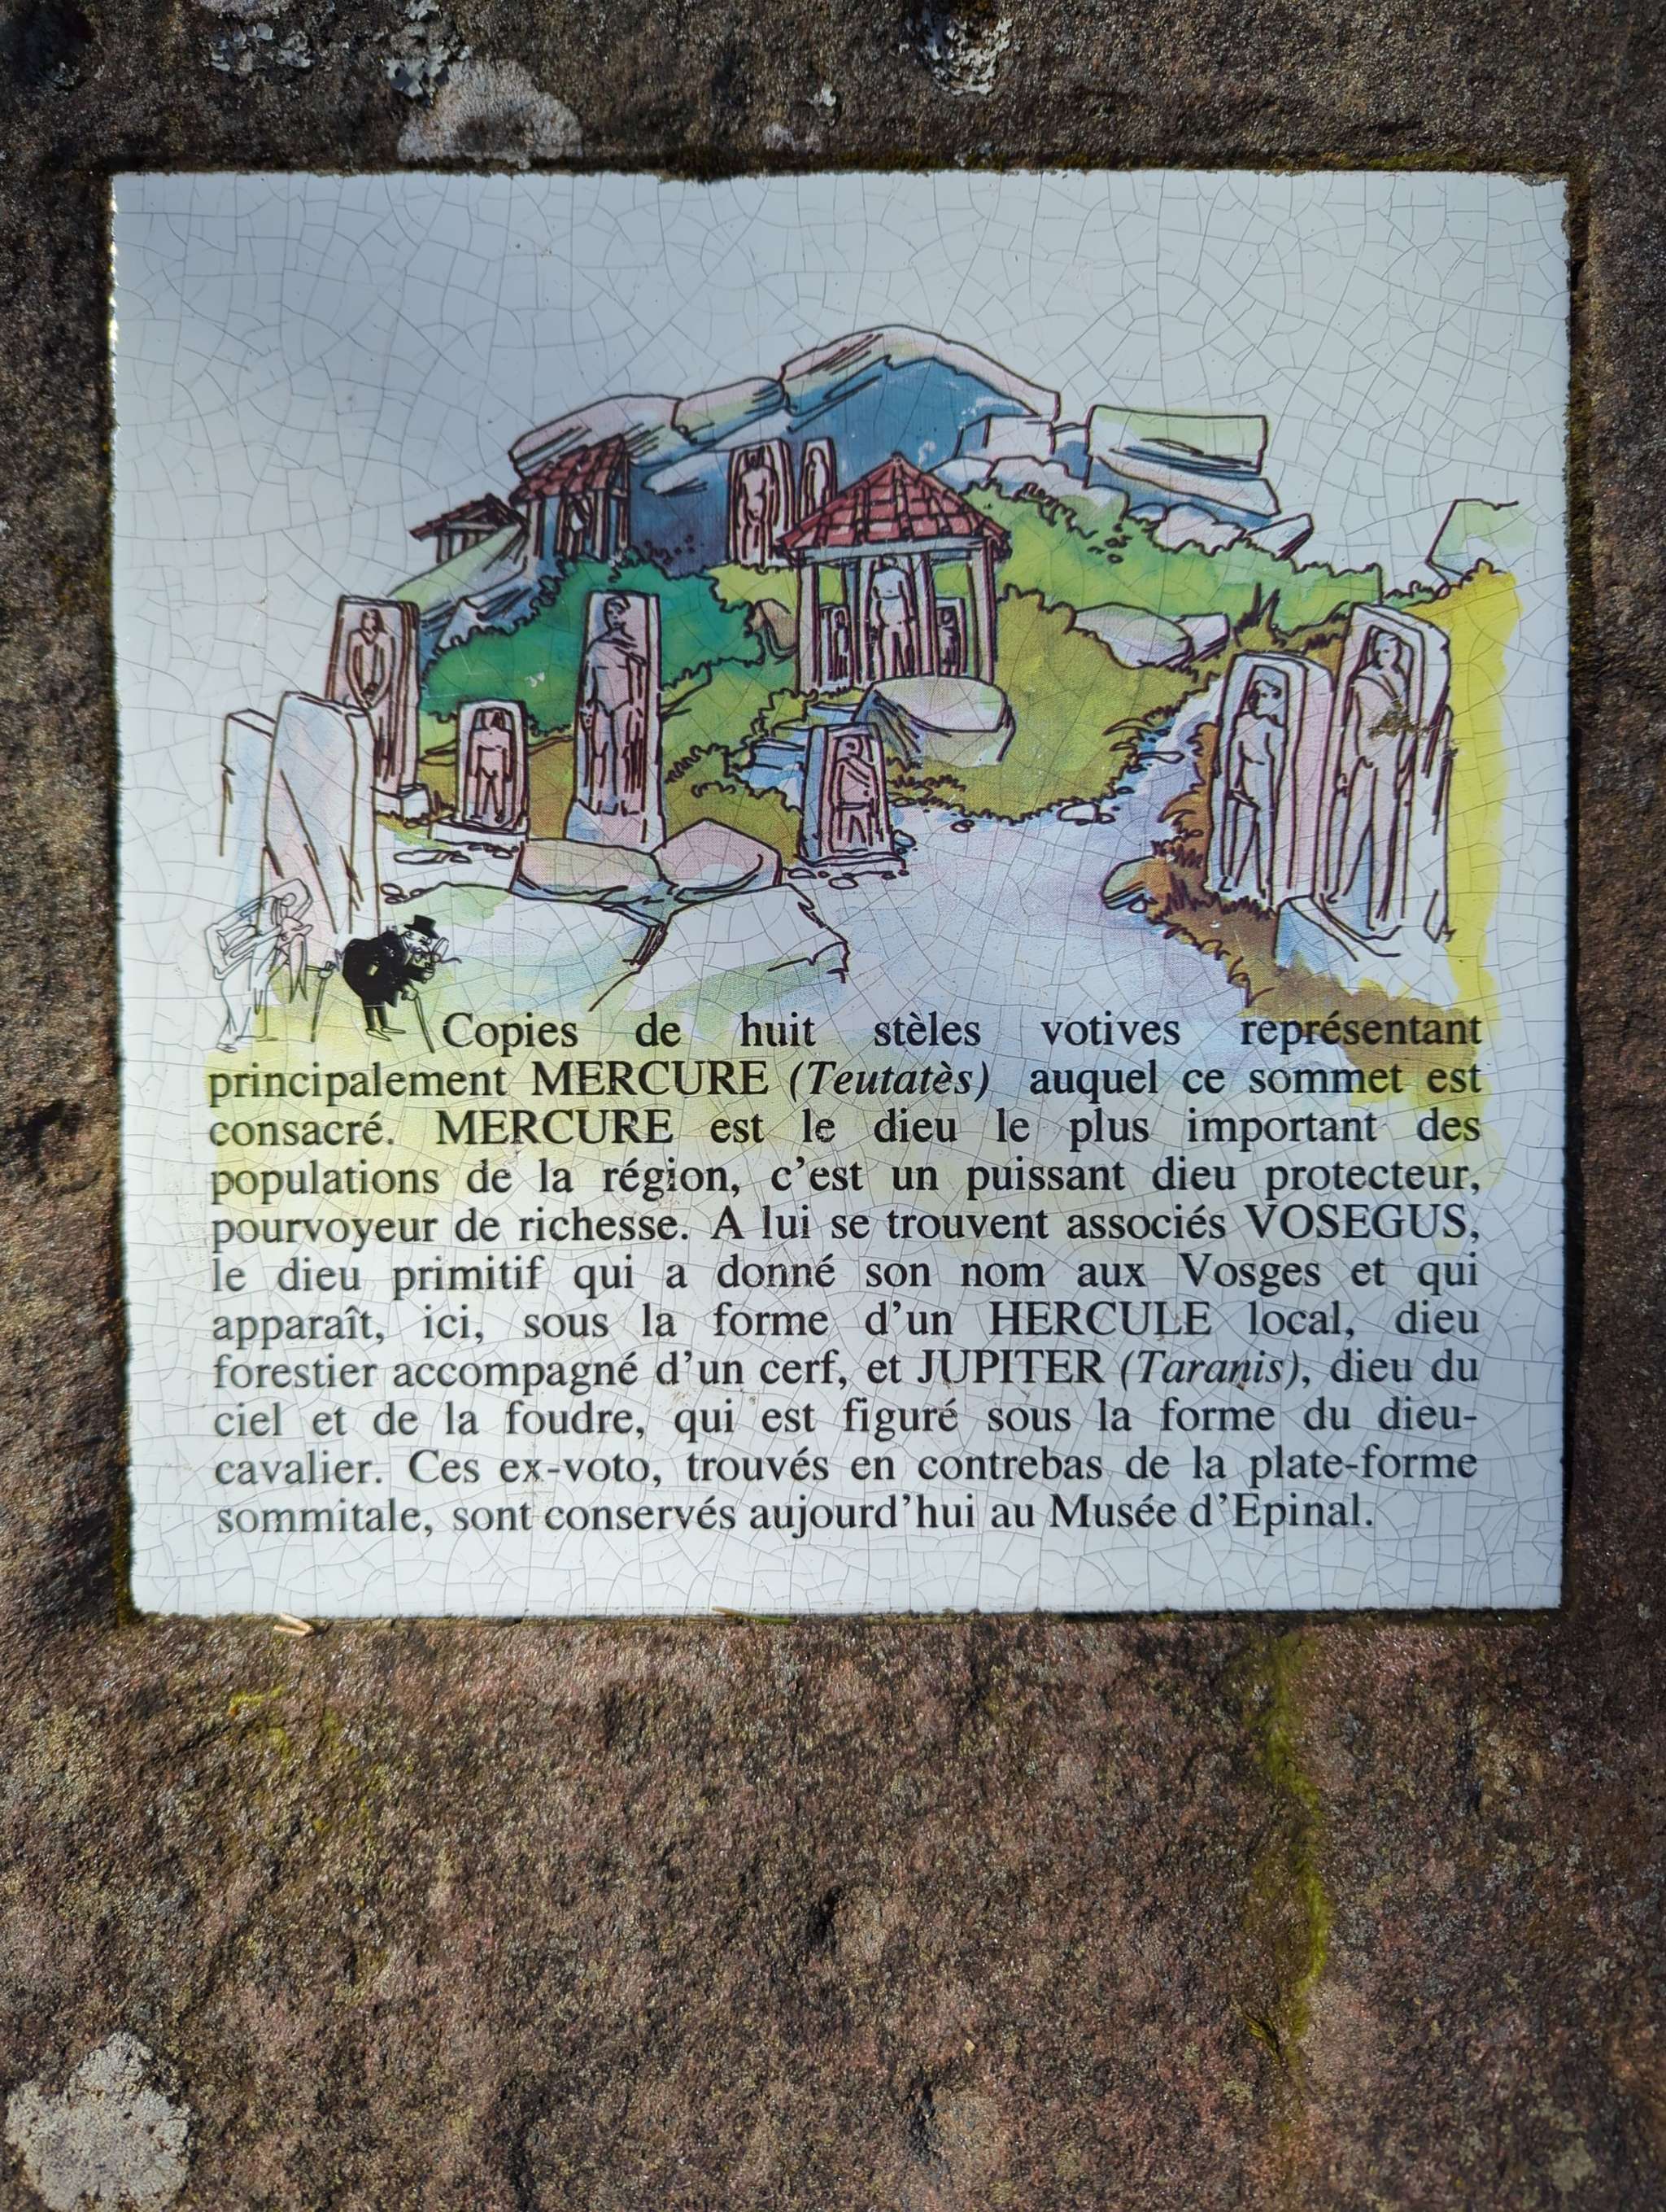 Copies de huit stèles votives représentant
principalement MERCURE (Teutatès) auquel ce sommet est
consacré. MERCURE est le dieu le plus important des
populations de la région, c'est un puissant dieu protecteur,
pourvoyeur de richesse. A lui se trouvent associés VOSEGUS,
le dieu primitif qui a donné son nom aux Vosges et qui
apparaît, ici, sous la forme d'un HERCULE local, dieu
forestier accompagné d'un cerf, et JUPITER (Taranis), dieu du
ciel et de la foudre, qui est figuré sous la forme du dieu-
cavalier. Ces ex-voto, trouvés en contrebas de la plate-forme
sommitale, sont conservés aujourd'hui au Musée d'Epinal.